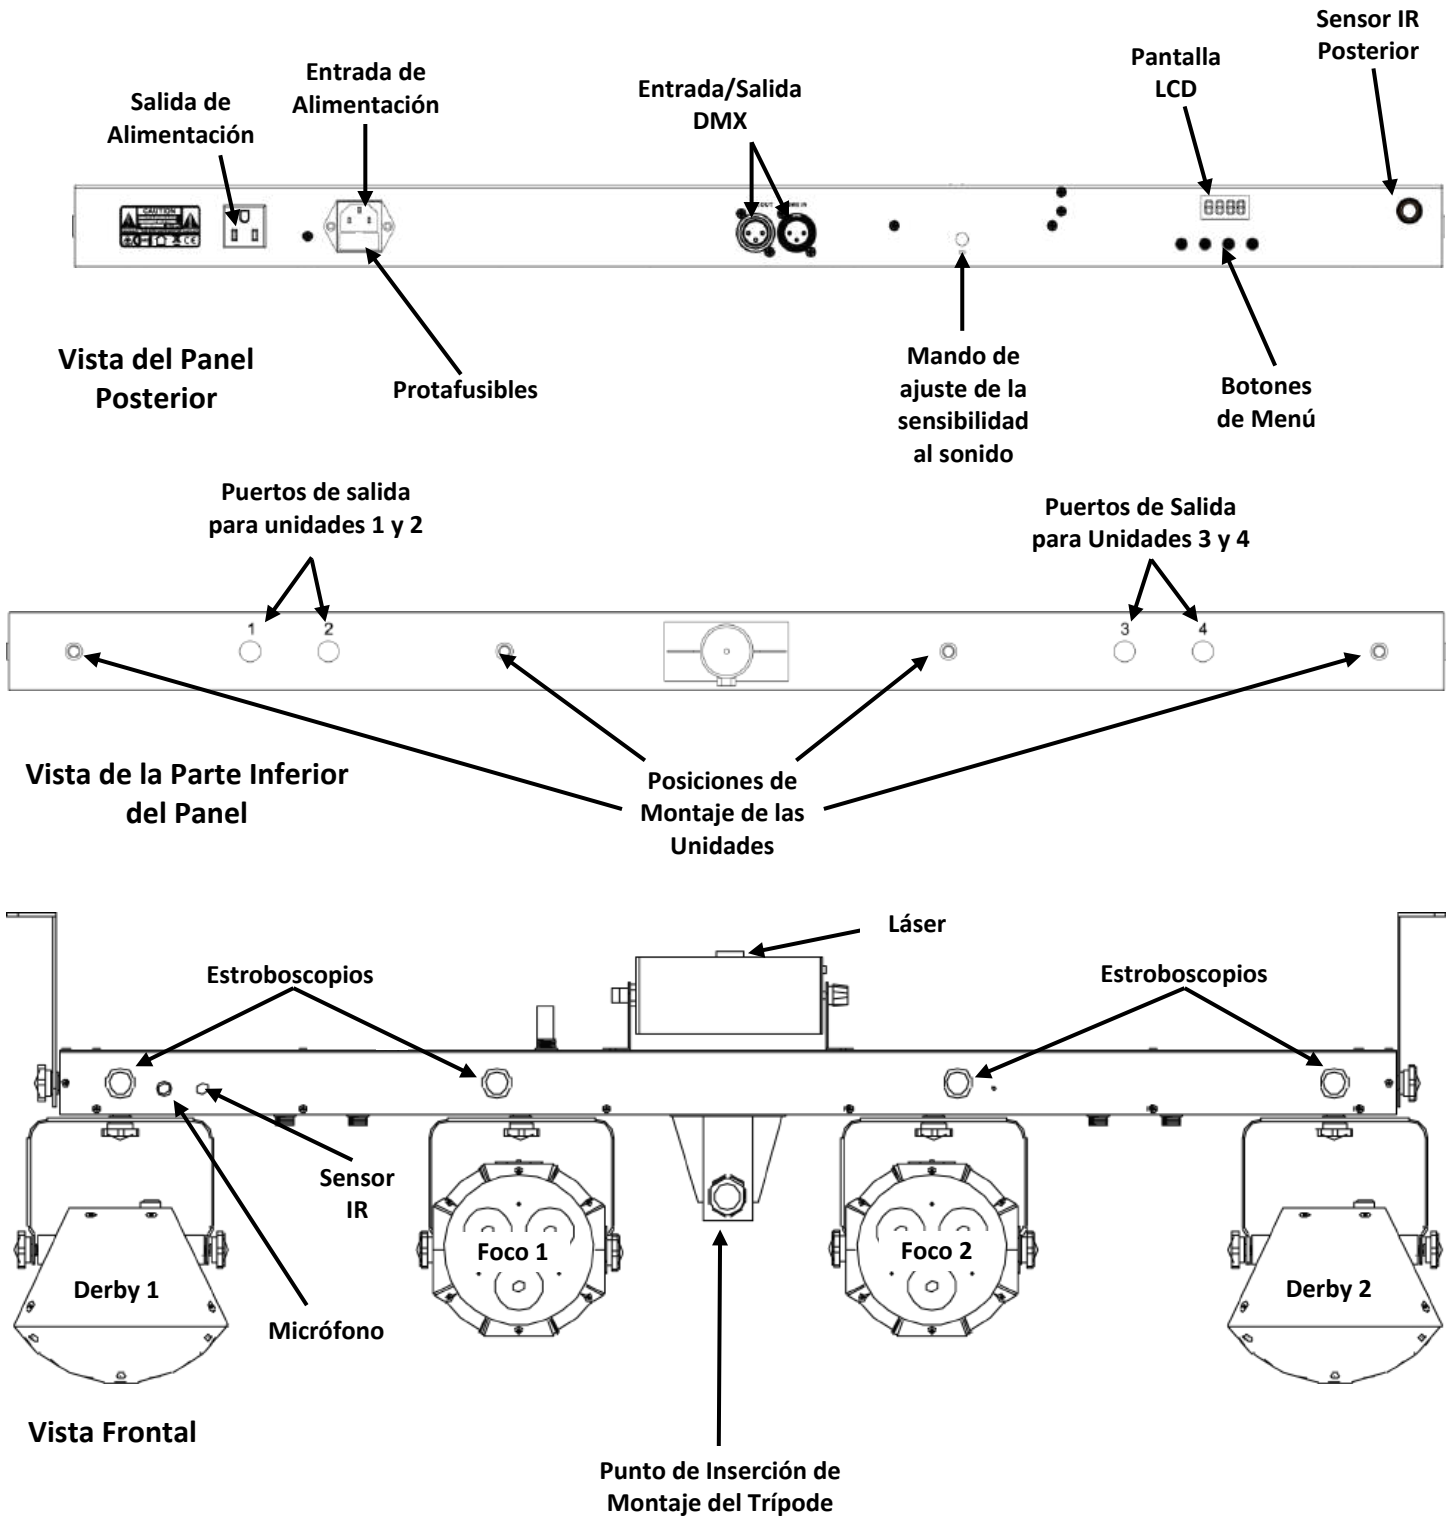 Sensor IR
Posterior
Pantalla
LCD
Entrada de
Alimentación
Entrada/Salida
DMX
Salida de
Alimentación
CAUTION
OUT
IN
Vista del Panel
Posterior
Protafusibles
Mando de
ajuste de la
sensibilidad
al sonido
Botones
de Menú
Puertos de salida
para unidades 1 y 2
Puertos de Salida
para Unidades 3 y 4
1
2
3
4
Vista de la Parte Inferior
del Panel
Posiciones de
Montaje de las
Unidades
Láser
Estroboscopios
Estroboscopios
Sensor
IR
Foco 1
Foco 2
Derby 1
Derby 2
Micrófono
Vista Frontal
Punto de Inserción de
Montaje del Trípode